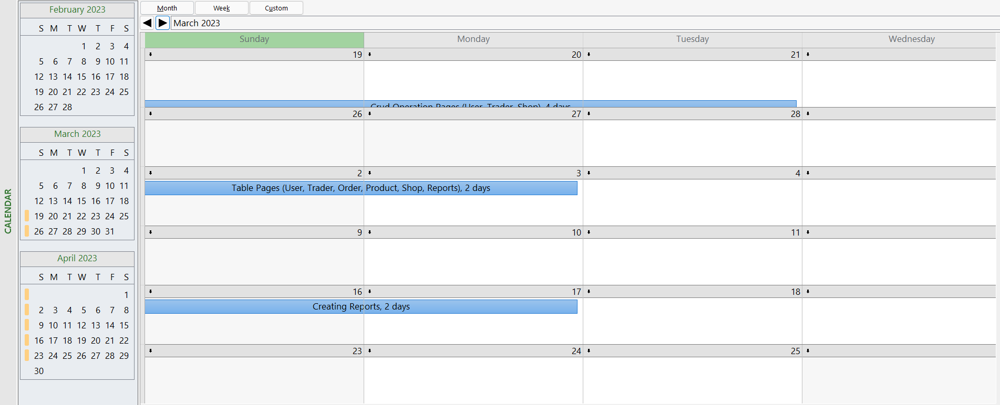 CALENDAR
February 2023
S M T W T F S
1 2 3 4
5 6 7 8 9 10 11
12 13 14 15 16 17 18
19 20 21 22 23 24 25
26 27 28
March 2023
S M T W T F S
1 2 3 4
5 6 7 8 9 10 11
12 13 14 15 16 17 18
19 20 21 22 23 24 25
26 27 28 29 30 31
April 2023
S M T W T F S
1
2 3 4 5 6 7 8
9 10 11 12 13 14 15
16 17 18 19 20 21 22
23 24 25 26 27 28 29
30
Month Week Custom
March 2023
Sunday Monday Tuesday Wednesday
19 20 21
Crud Operation Pages (User, Trader, Shop), 4 days
26 27 28
2 3 4
Table Pages (User, Trader, Order, Product, Shop, Reports), 2 days
9 10 11
16 17 18
Creating Reports, 2 days
23 24 25